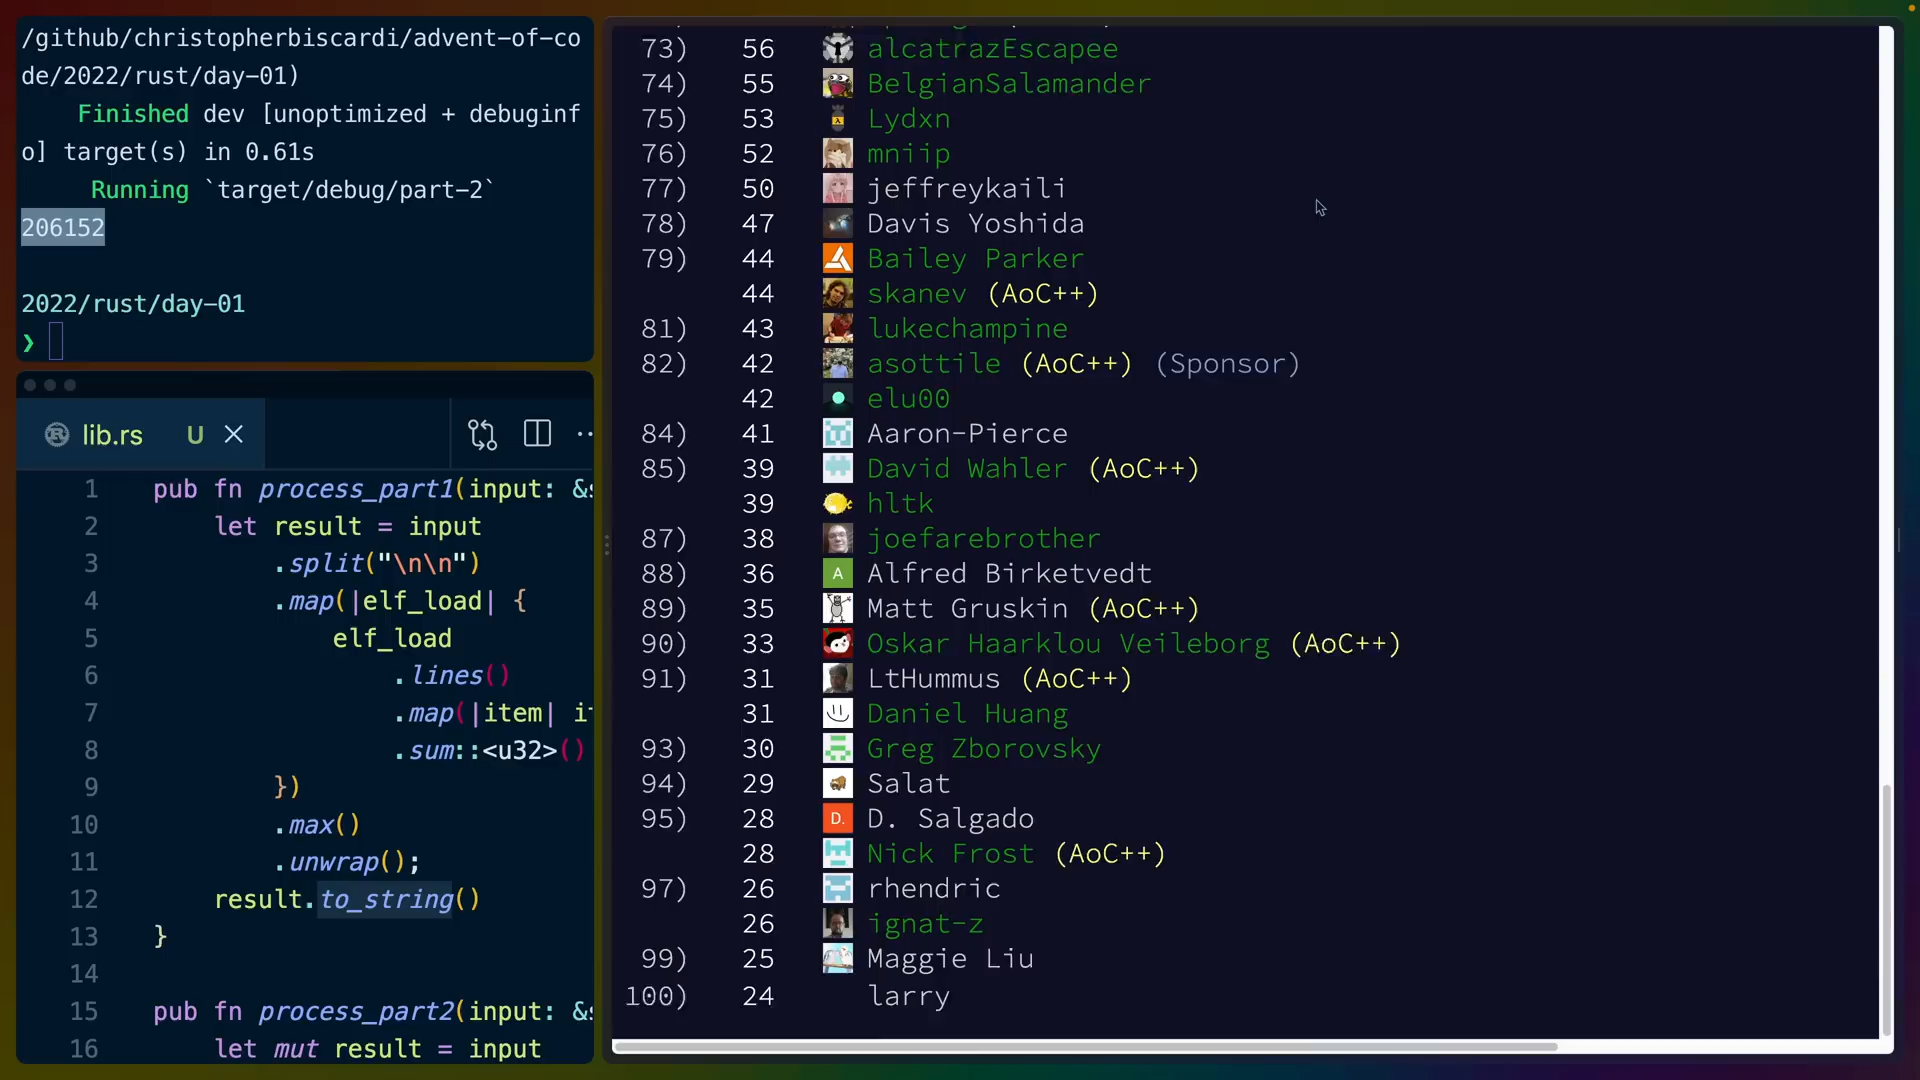 /github/christopherbiscardi/advent-of-co
de/2022/rust/day-01)
Finished dev [unoptimized + debuginf
o] target(s) in 0.61s
Running `target/debug/part-2`
206152
2022/rust/day-01
❯
lib.rs U
1 pub fn process_part1(input: &
2 let result = input
3 .split("\n\n")
4 .map(|elf_load| {
5 elf_load
6 .lines()
7 .map(|item|
8 .sum::<u32>()
9 })
10 .max()
11 .unwrap();
12 result.to_string()
13 }
14
15 pub fn process_part2(input: &
16 let mut result = input
73) 56 alcatrazEscapee
74) 55 BelgianSalamander
75) 53 Lydxn
76) 52 mniip
77) 50 jeffreykaili
78) 47 Davis Yoshida
79) 44 Bailey Parker
44 skanev (AoC++)
81) 43 lukechampine
82) 42 asottile (AoC++) (Sponsor)
42 elu00
84) 41 Aaron-Pierce
85) 39 David Wahler (AoC++)
39 hltk
87) 38 joefarebrother
88) 36 A Alfred Birketvedt
89) 35 Matt Gruskin (AoC++)
90) 33 Oskar Haarklou Veileborg (AoC++)
91) 31 LtHummus (AoC++)
31 Daniel Huang
93) 30 Greg Zborovsky
94) 29 Salat
95) 28 D. D. Salgado
28 Nick Frost (AoC++)
97) 26 rhendric
26 ignat-z
99) 25 Maggie Liu
100) 24 larry